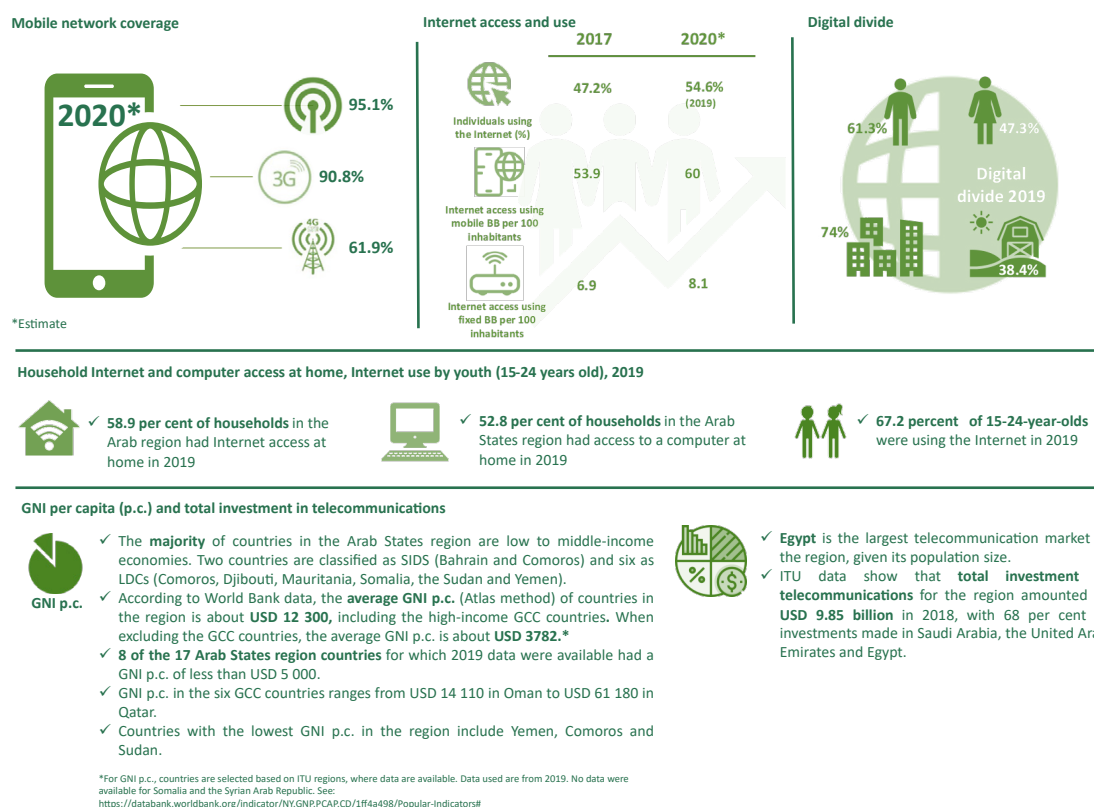 Mobile network coverage
2020*
95.1%
3G
90.8%
4G
61.9%
*Estimate
Internet access and use
2017
2020*
Individuals using
the Internet (%)
47.2%
54.6%
(2019)
Internet access using
mobile BB per 100
inhabitants
53.9
60
Internet access using
fixed BB per 100
inhabitants
6.9
8.1
Digital divide
61.3%
47.3%
Digital
divide 2019
74%
38.4%
Household Internet and computer access at home, Internet use by youth (15-24 years old), 2019
✓ 58.9 per cent of households in the
Arab region had Internet access at
home in 2019
✓ 52.8 per cent of households in the Arab
States region had access to a computer at
home in 2019
✓ 67.2 percent of 15-24-year-olds
were using the Internet in 2019
GNI per capita (p.c.) and total investment in telecommunications
GNI p.c.
✓ The majority of countries in the Arab States region are low to middle-income
economies. Two countries are classified as SIDS (Bahrain and Comoros) and six as
LDCs (Comoros, Djibouti, Mauritania, Somalia, the Sudan and Yemen).
✓ According to World Bank data, the average GNI p.c. (Atlas method) of countries in
the region is about USD 12 300, including the high-income GCC countries. When
excluding the GCC countries, the average GNI p.c. is about USD 3782.*
✓ 8 of the 17 Arab States region countries for which 2019 data were available had a
GNI p.c. of less than USD 5 000.
✓ GNI p.c. in the six GCC countries ranges from USD 14 110 in Oman to USD 61 180 in
Qatar.
✓ Countries with the lowest GNI p.c. in the region include Yemen, Comoros and
Sudan.
*For GNI p.c., countries are selected based on ITU regions, where data are available. Data used are from 2019. No data were
available for Somalia and the Syrian Arab Republic. See:
https://databank.worldbank.org/indicator/NY.GNP.PCAP.CD/1ff4a498/Popular-Indicators#
✓ Egypt is the largest telecommunication market
the region, given its population size.
✓ ITU data show that total investment
telecommunications for the region amounted
USD 9.85 billion in 2018, with 68 per cent
investments made in Saudi Arabia, the United Ara
Emirates and Egypt.